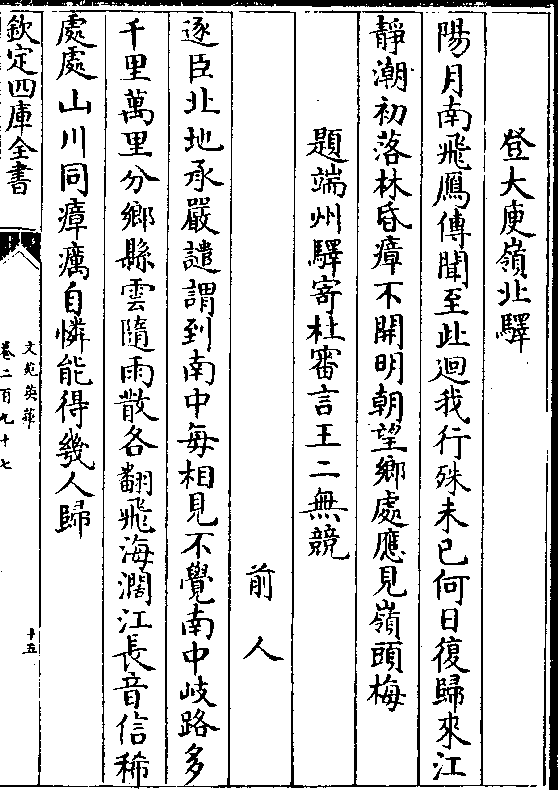 登大庾嶺北驛
陽月南飛鴈傳聞至此迴我行殊未已何日復歸來江
靜潮初落林昏瘴不開明朝望鄉處應見嶺頭梅
題端州驛寄杜審言王二無競
前人
逐臣北地承嚴譴謂到南中每相見不覺南中岐路多
千里萬里分鄉縣雲隨雨散各翻飛海濶江長音信稀
處處山川同瘴癘自憐能得幾人歸
欽定四庫全書
文苑英華
卷二百九十七
十五